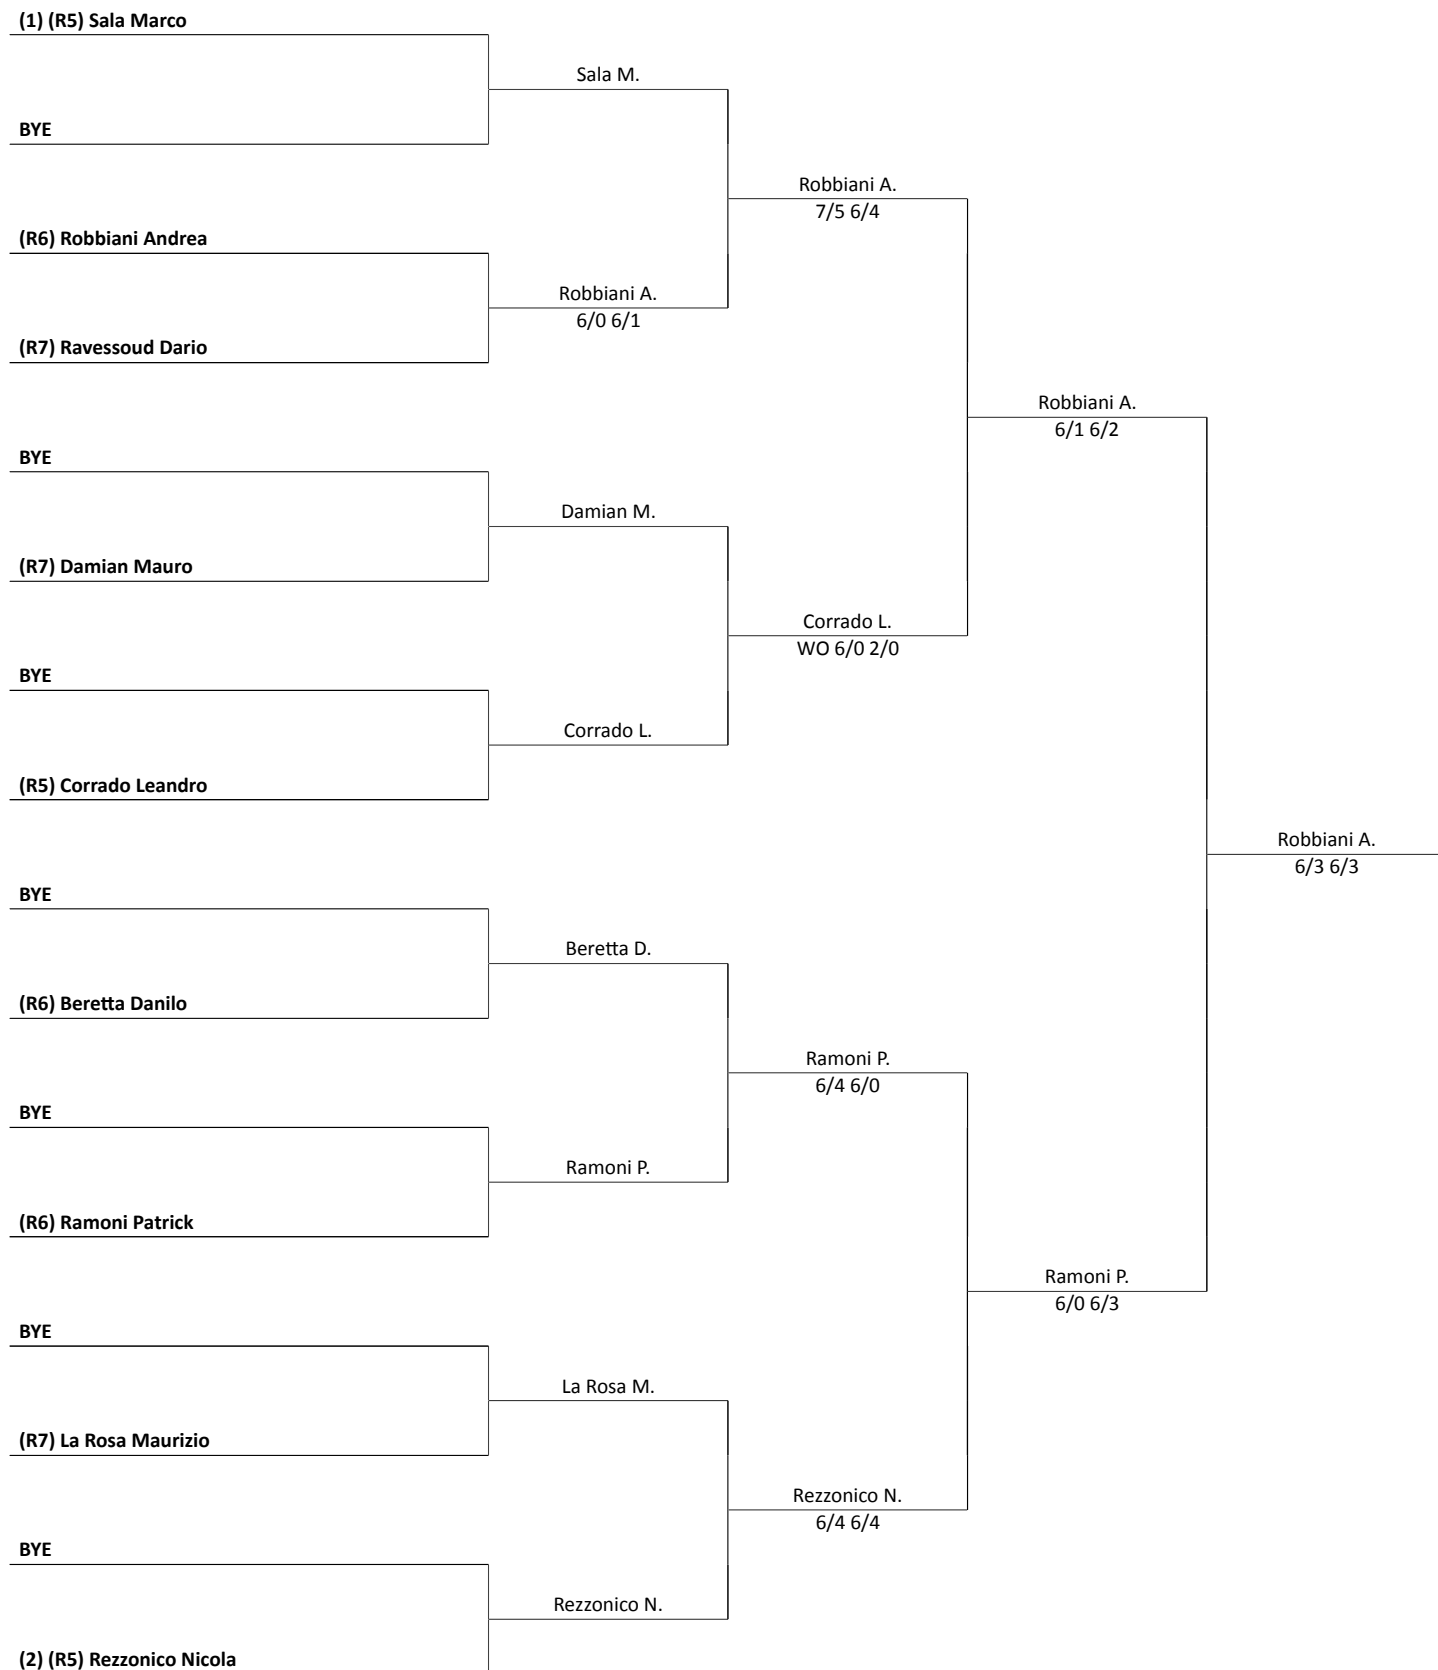 (1) (R5) Sala Marco
Sala M.
BYE
Robbiani A.
7/5 6/4
(R6) Robbiani Andrea
Robbiani A.
6/0 6/1
(R7) Ravessoud Dario
Robbiani A.
6/1 6/2
BYE
Damian M.
(R7) Damian Mauro
Corrado L.
WO 6/0 2/0
BYE
Corrado L.
(R5) Corrado Leandro
Robbiani A.
6/3 6/3
BYE
Beretta D.
(R6) Beretta Danilo
Ramoni P.
6/4 6/0
BYE
Ramoni P.
(R6) Ramoni Patrick
Ramoni P.
6/0 6/3
BYE
La Rosa M.
(R7) La Rosa Maurizio
Rezzonico N.
6/4 6/4
BYE
Rezzonico N.
(2) (R5) Rezzonico Nicola